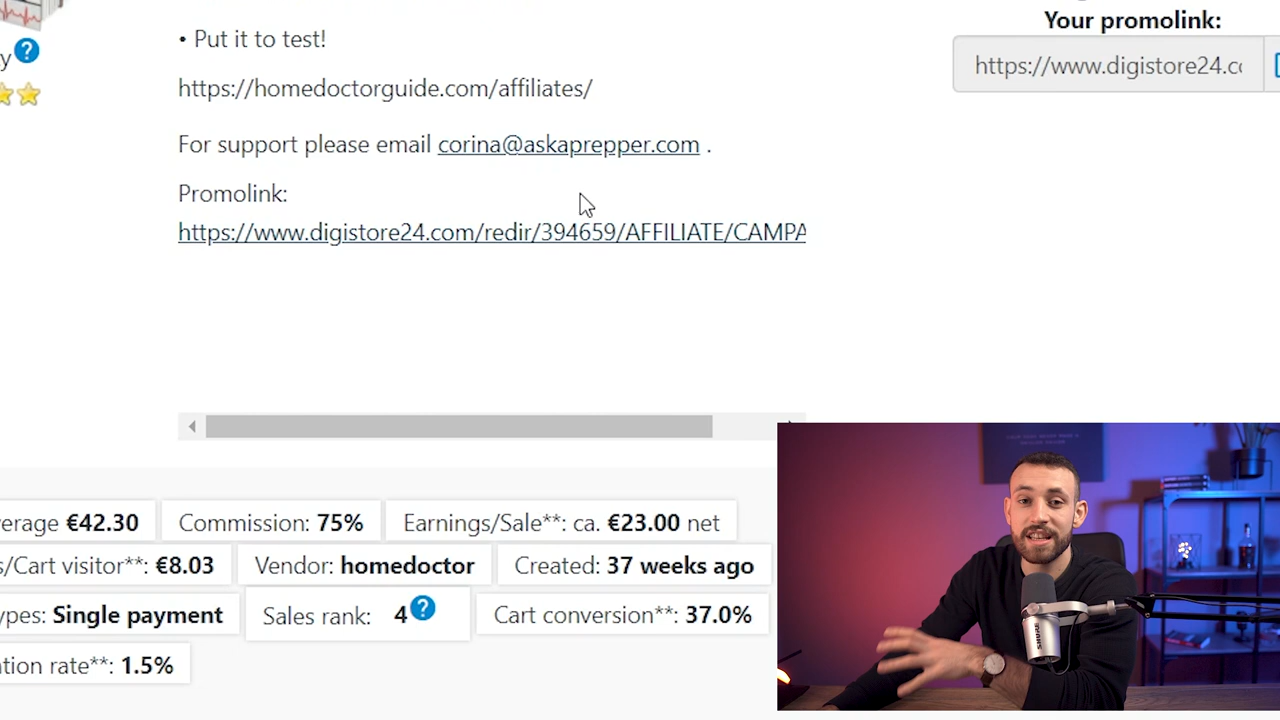 Your promolink:
• Put it to test!
https://www.digistore24.c
https://homedoctorguide.com/affiliates/
For support please email corina@askaprepper.com .
Promolink:
https://www.digistore24.com/redir/394659/AFFILIATE/CAMPA
€42.30
Commission: 75%
Earnings/Sale**: ca. €23.00 net
/Cart visitor**: €8.03
Vendor: homedoctor
Created: 37 weeks ago
Single payment
Sales rank: 4
Cart conversion**: 37.0%
rate**: 1.5%
SHURE